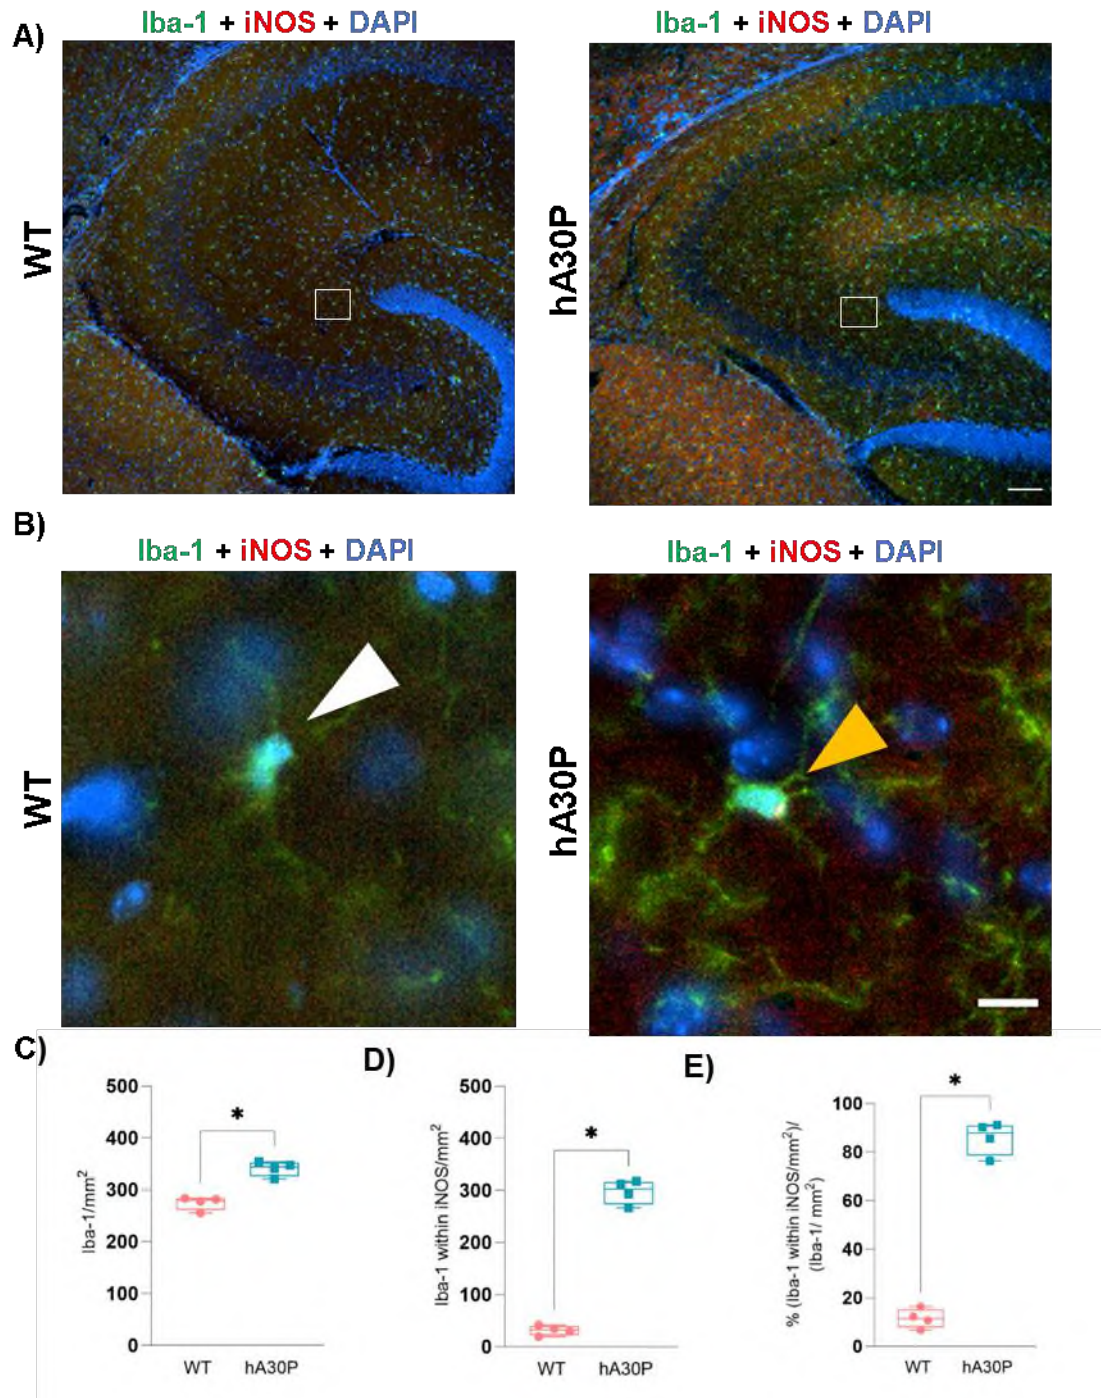 A)
Iba-1 + iNOS + DAPI
Iba-1 + iNOS + DAPI
WT
hA30P
B)
Iba-1 + iNOS + DAPI
Iba-1 + iNOS + DAPI
WT
hA30P
C)
Iba-1/mm²
500
400
300
200
100
0
*
WT
hA30P
D)
Iba-1 within iNOS/mm²
500
400
300
200
100
0
*
WT
hA30P
E)
% (Iba-1 within iNOS/mm²)/
(Iba-1/ mm²)
100
80
60
40
20
0
*
WT
hA30P